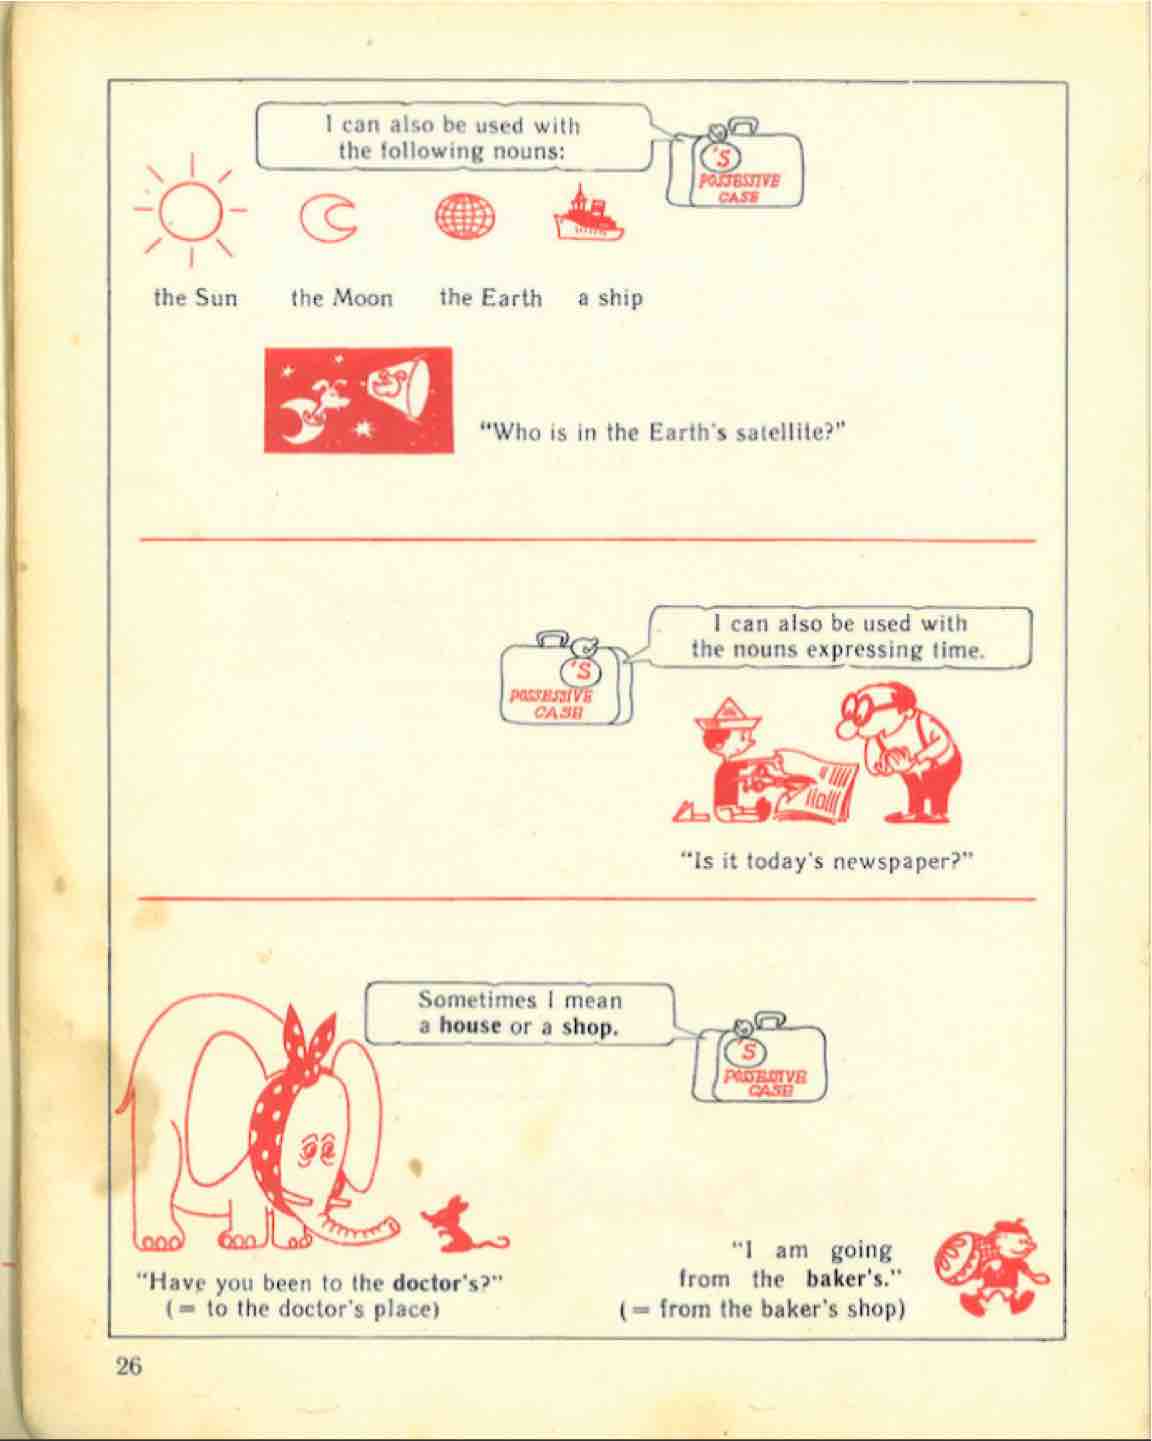 I can also be used with
the following nouns:
'S
POSSESSIVE
CASE
the Sun the Moon the Earth a ship
“Who is in the Earth's satellite?”
I can also be used with
the nouns expressing time.
'S
POSSESSIVE
CASE
“Is it today's newspaper?”
Sometimes I mean
a house or a shop.
'S
POSSESSIVE
CASE
“Have you been to the doctor's?”
(= to the doctor's place)
“I am going
from the baker's.”
(= from the baker's shop)
26